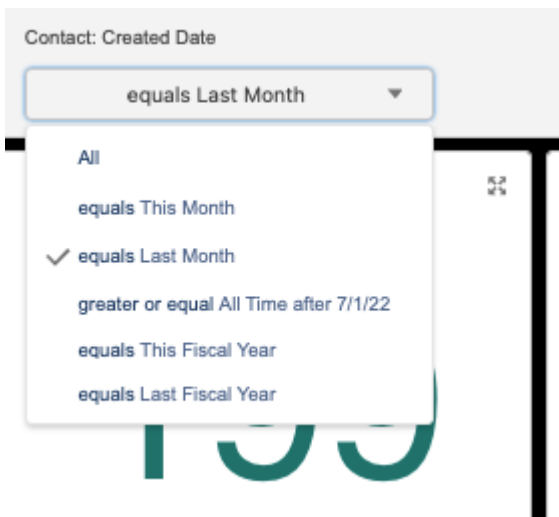 Contact: Created Date
equals Last Month
All
equals This Month
equals Last Month
greater or equal All Time after 7/1/22
equals This Fiscal Year
equals Last Fiscal Year